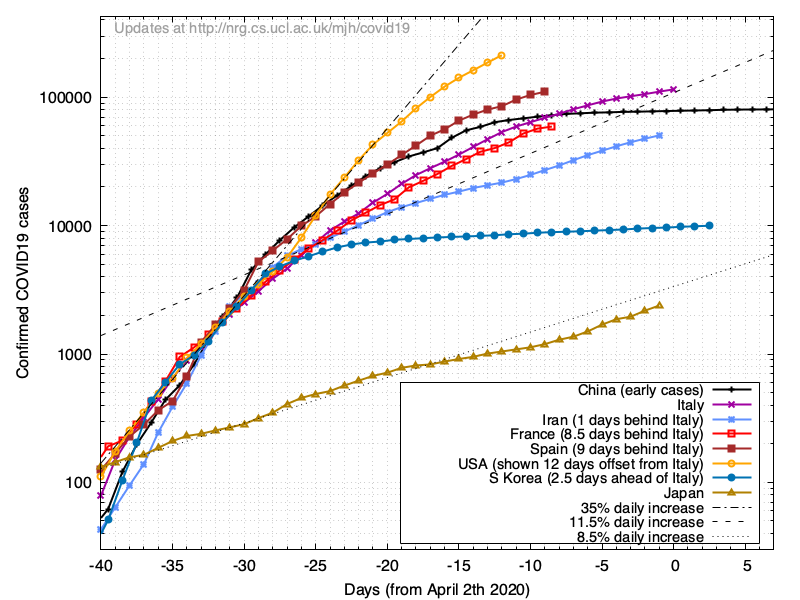 Updates at http://nrg.cs.ucl.ac.uk/mjh/covid19
Confirmed COVID19 cases
100000
10000
1000
100
China (early cases)
Italy
Iran (1 days behind Italy)
France (8.5 days behind Italy)
Spain (9 days behind Italy)
USA (shown 12 days offset from Italy)
S Korea (2.5 days ahead of Italy)
Japan
35% daily increase
11.5% daily increase
8.5% daily increase
-40 -35 -30 -25 -20 -15 -10 -5 0 5
Days (from April 2th 2020)